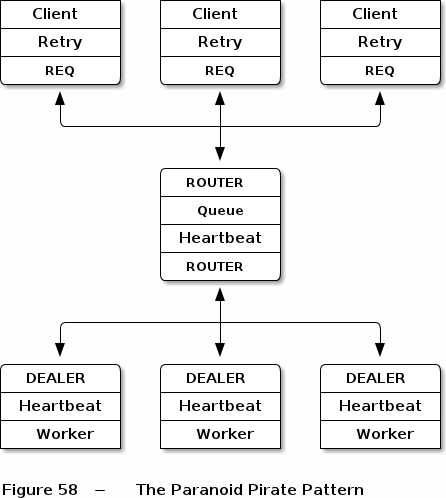 Client Client Client
Retry Retry Retry
REQ REQ REQ
ROUTER
Queue
Heartbeat
ROUTER
DEALER DEALER DEALER
Heartbeat Heartbeat Heartbeat
Worker Worker Worker
Figure 58 – The Paranoid Pirate Pattern